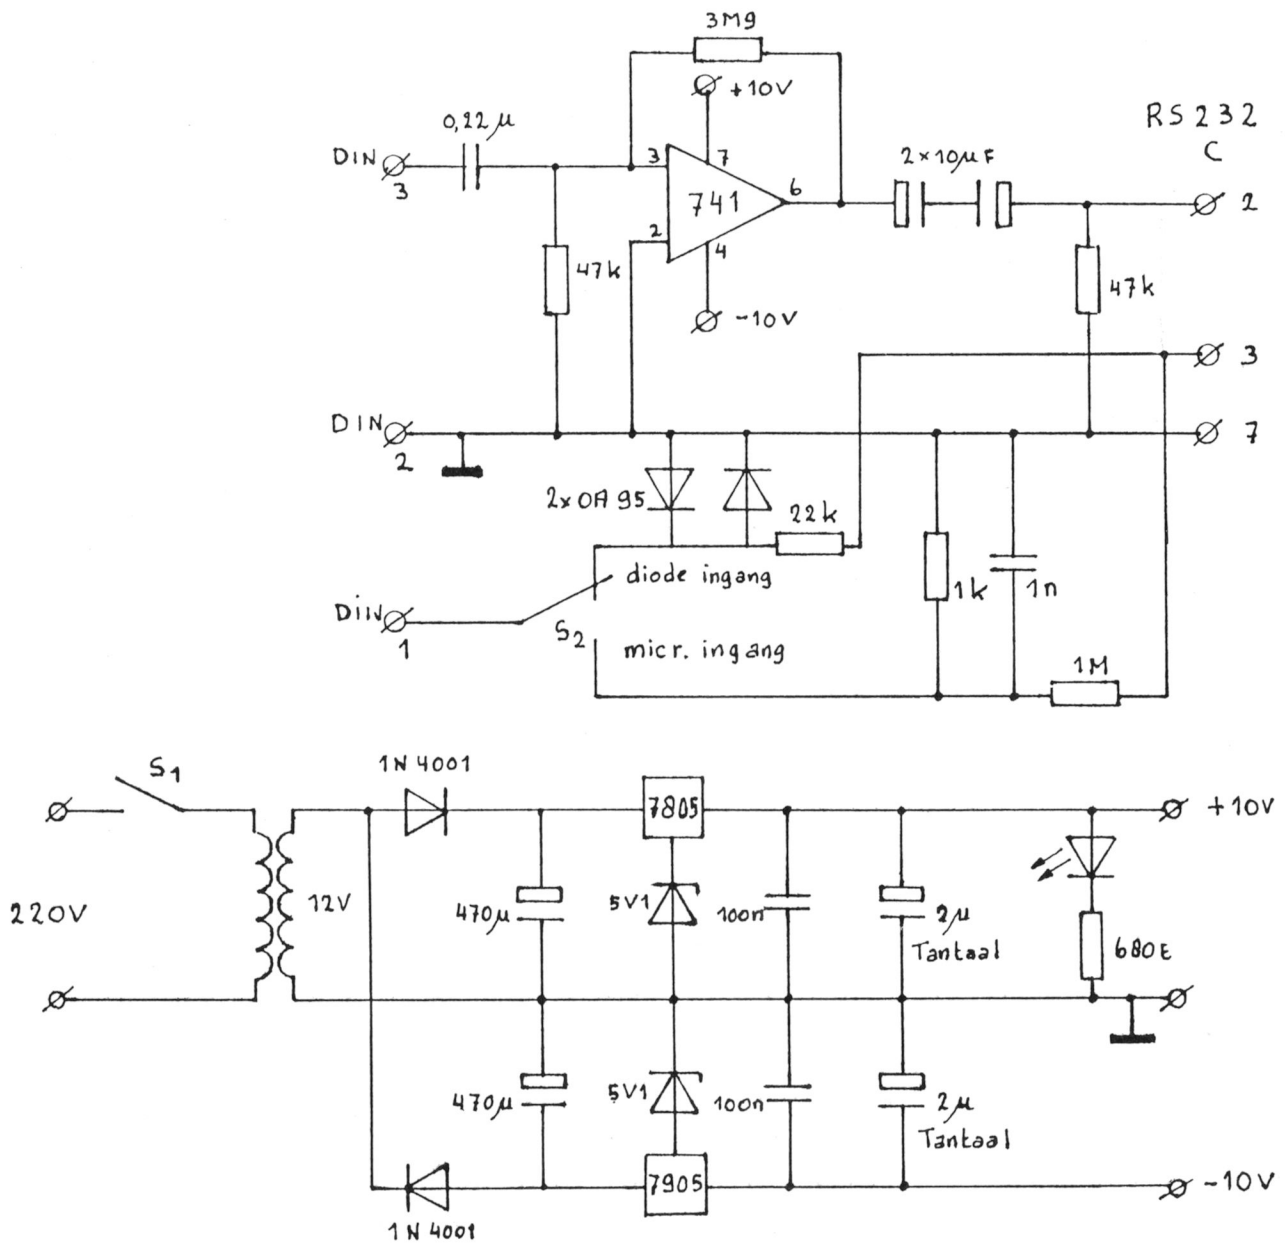 3M9
+10V
RS232
C
0,22µ
DIN
3
3
7
741
6
2×10µF
2
2
4
47k
-10V
47k
3
DIN
2
7
2×OA95
22k
diode ingang
1k
1n
DiN
1
S2
micr. ingang
1M
S1
1N4001
7805
+10V
220V
12V
470µ
5V1
100n
2µ
Tantaal
680E
470µ
5V1
100n
2µ
Tantaal
7905
-10V
1N4001